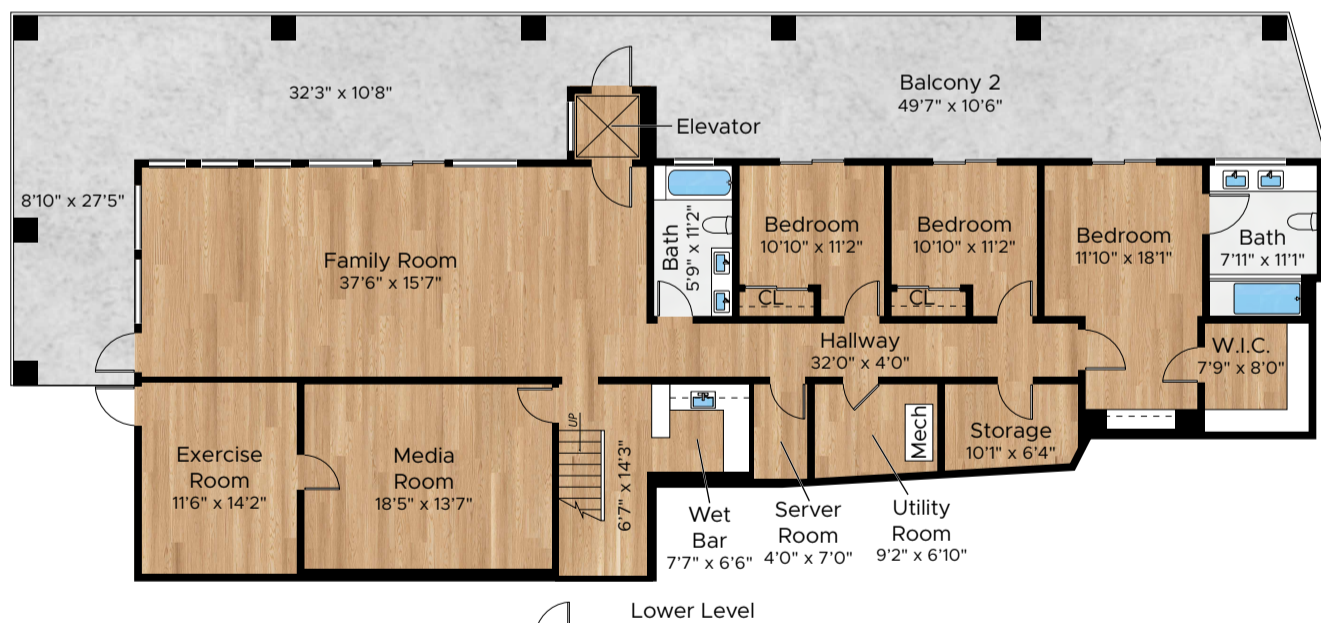 32'3" x 10'8"
Balcony 2
49'7" x 10'6"
Elevator
8'10" x 27'5"
Family Room
37'6" x 15'7"
Bath
5'9" x 11'2"
Bedroom
10'10" x 11'2"
CL
Bedroom
10'10" x 11'2"
CL
Bedroom
11'10" x 18'1"
Bath
7'11" x 11'1"
Hallway
32'0" x 4'0"
W.I.C.
7'9" x 8'0"
Exercise
Room
11'6" x 14'2"
Media
Room
18'5" x 13'7"
UP
6'7" x 14'3"
Wet
Bar
7'7" x 6'6"
Server
Room
4'0" x 7'0"
Utility
Room
9'2" x 6'10"
Mech
Storage
10'1" x 6'4"
Lower Level